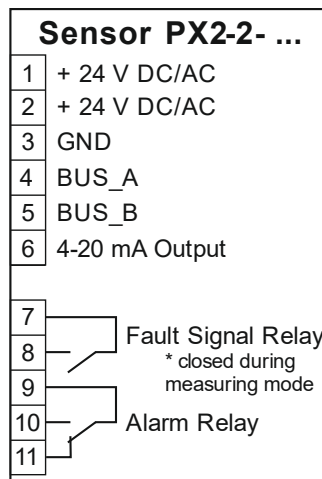 Sensor PX2-2- ...
1 + 24 V DC/AC
2 + 24 V DC/AC
3 GND
4 BUS_A
5 BUS_B
6 4-20 mA Output
7
Fault Signal Relay
8
* closed during
9 measuring mode
10 Alarm Relay
11